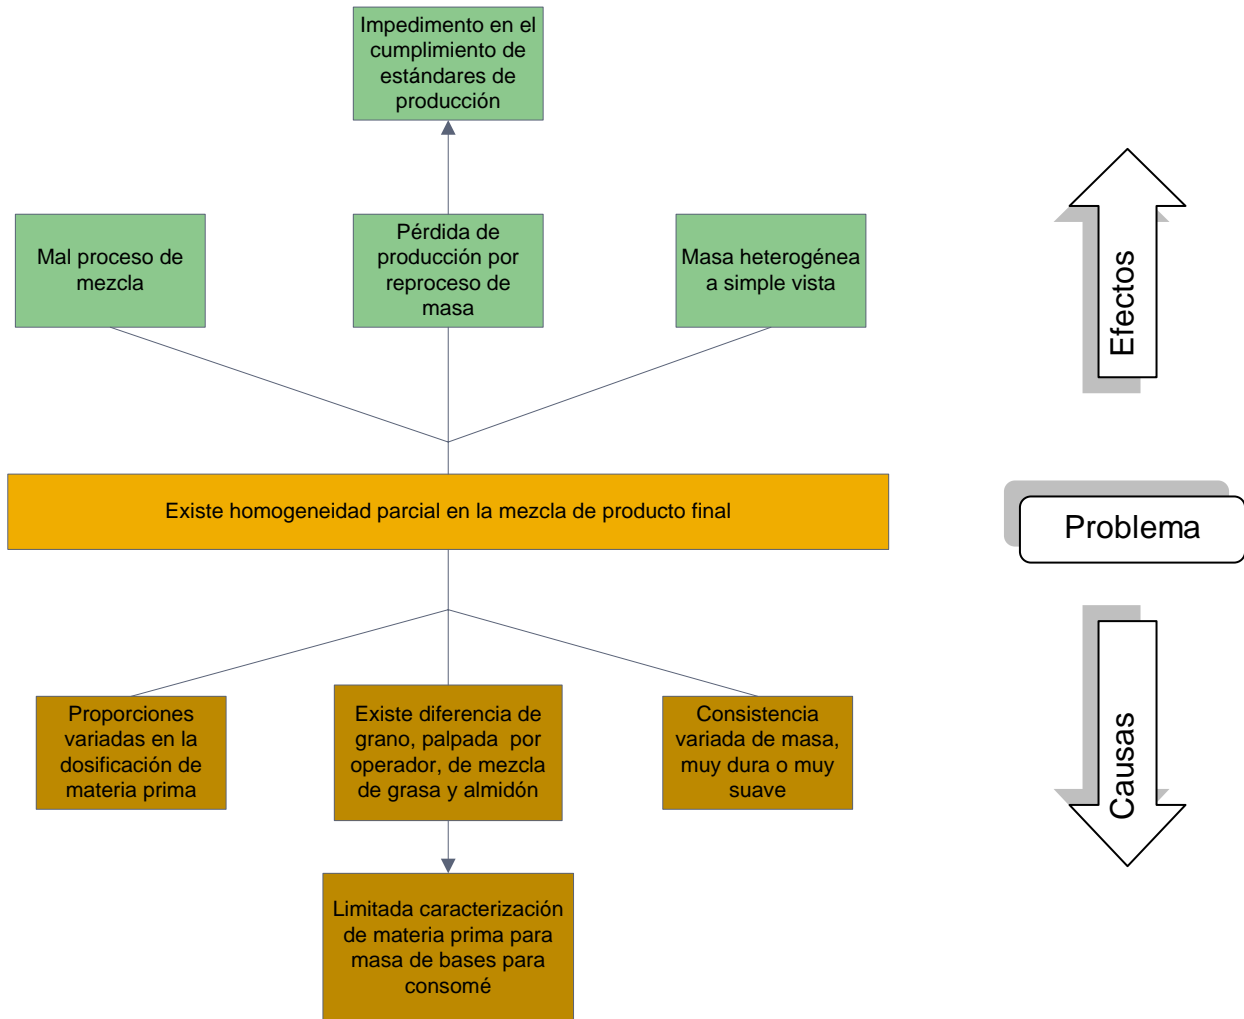 Impedimento en el
cumplimiento de
estándares de
producción
Mal proceso de
mezcla
Pérdida de
producción por
reproceso de
masa
Masa heterogénea
a simple vista
Efectos
Existe homogeneidad parcial en la mezcla de producto final
Problema
Proporciones
variadas en la
dosificación de
materia prima
Existe diferencia de
grano, palpada por
operador, de mezcla
de grasa y almidón
Consistencia
variada de masa,
muy dura o muy
suave
Causas
Limitada caracterización
de materia prima para
masa de bases para
consomé